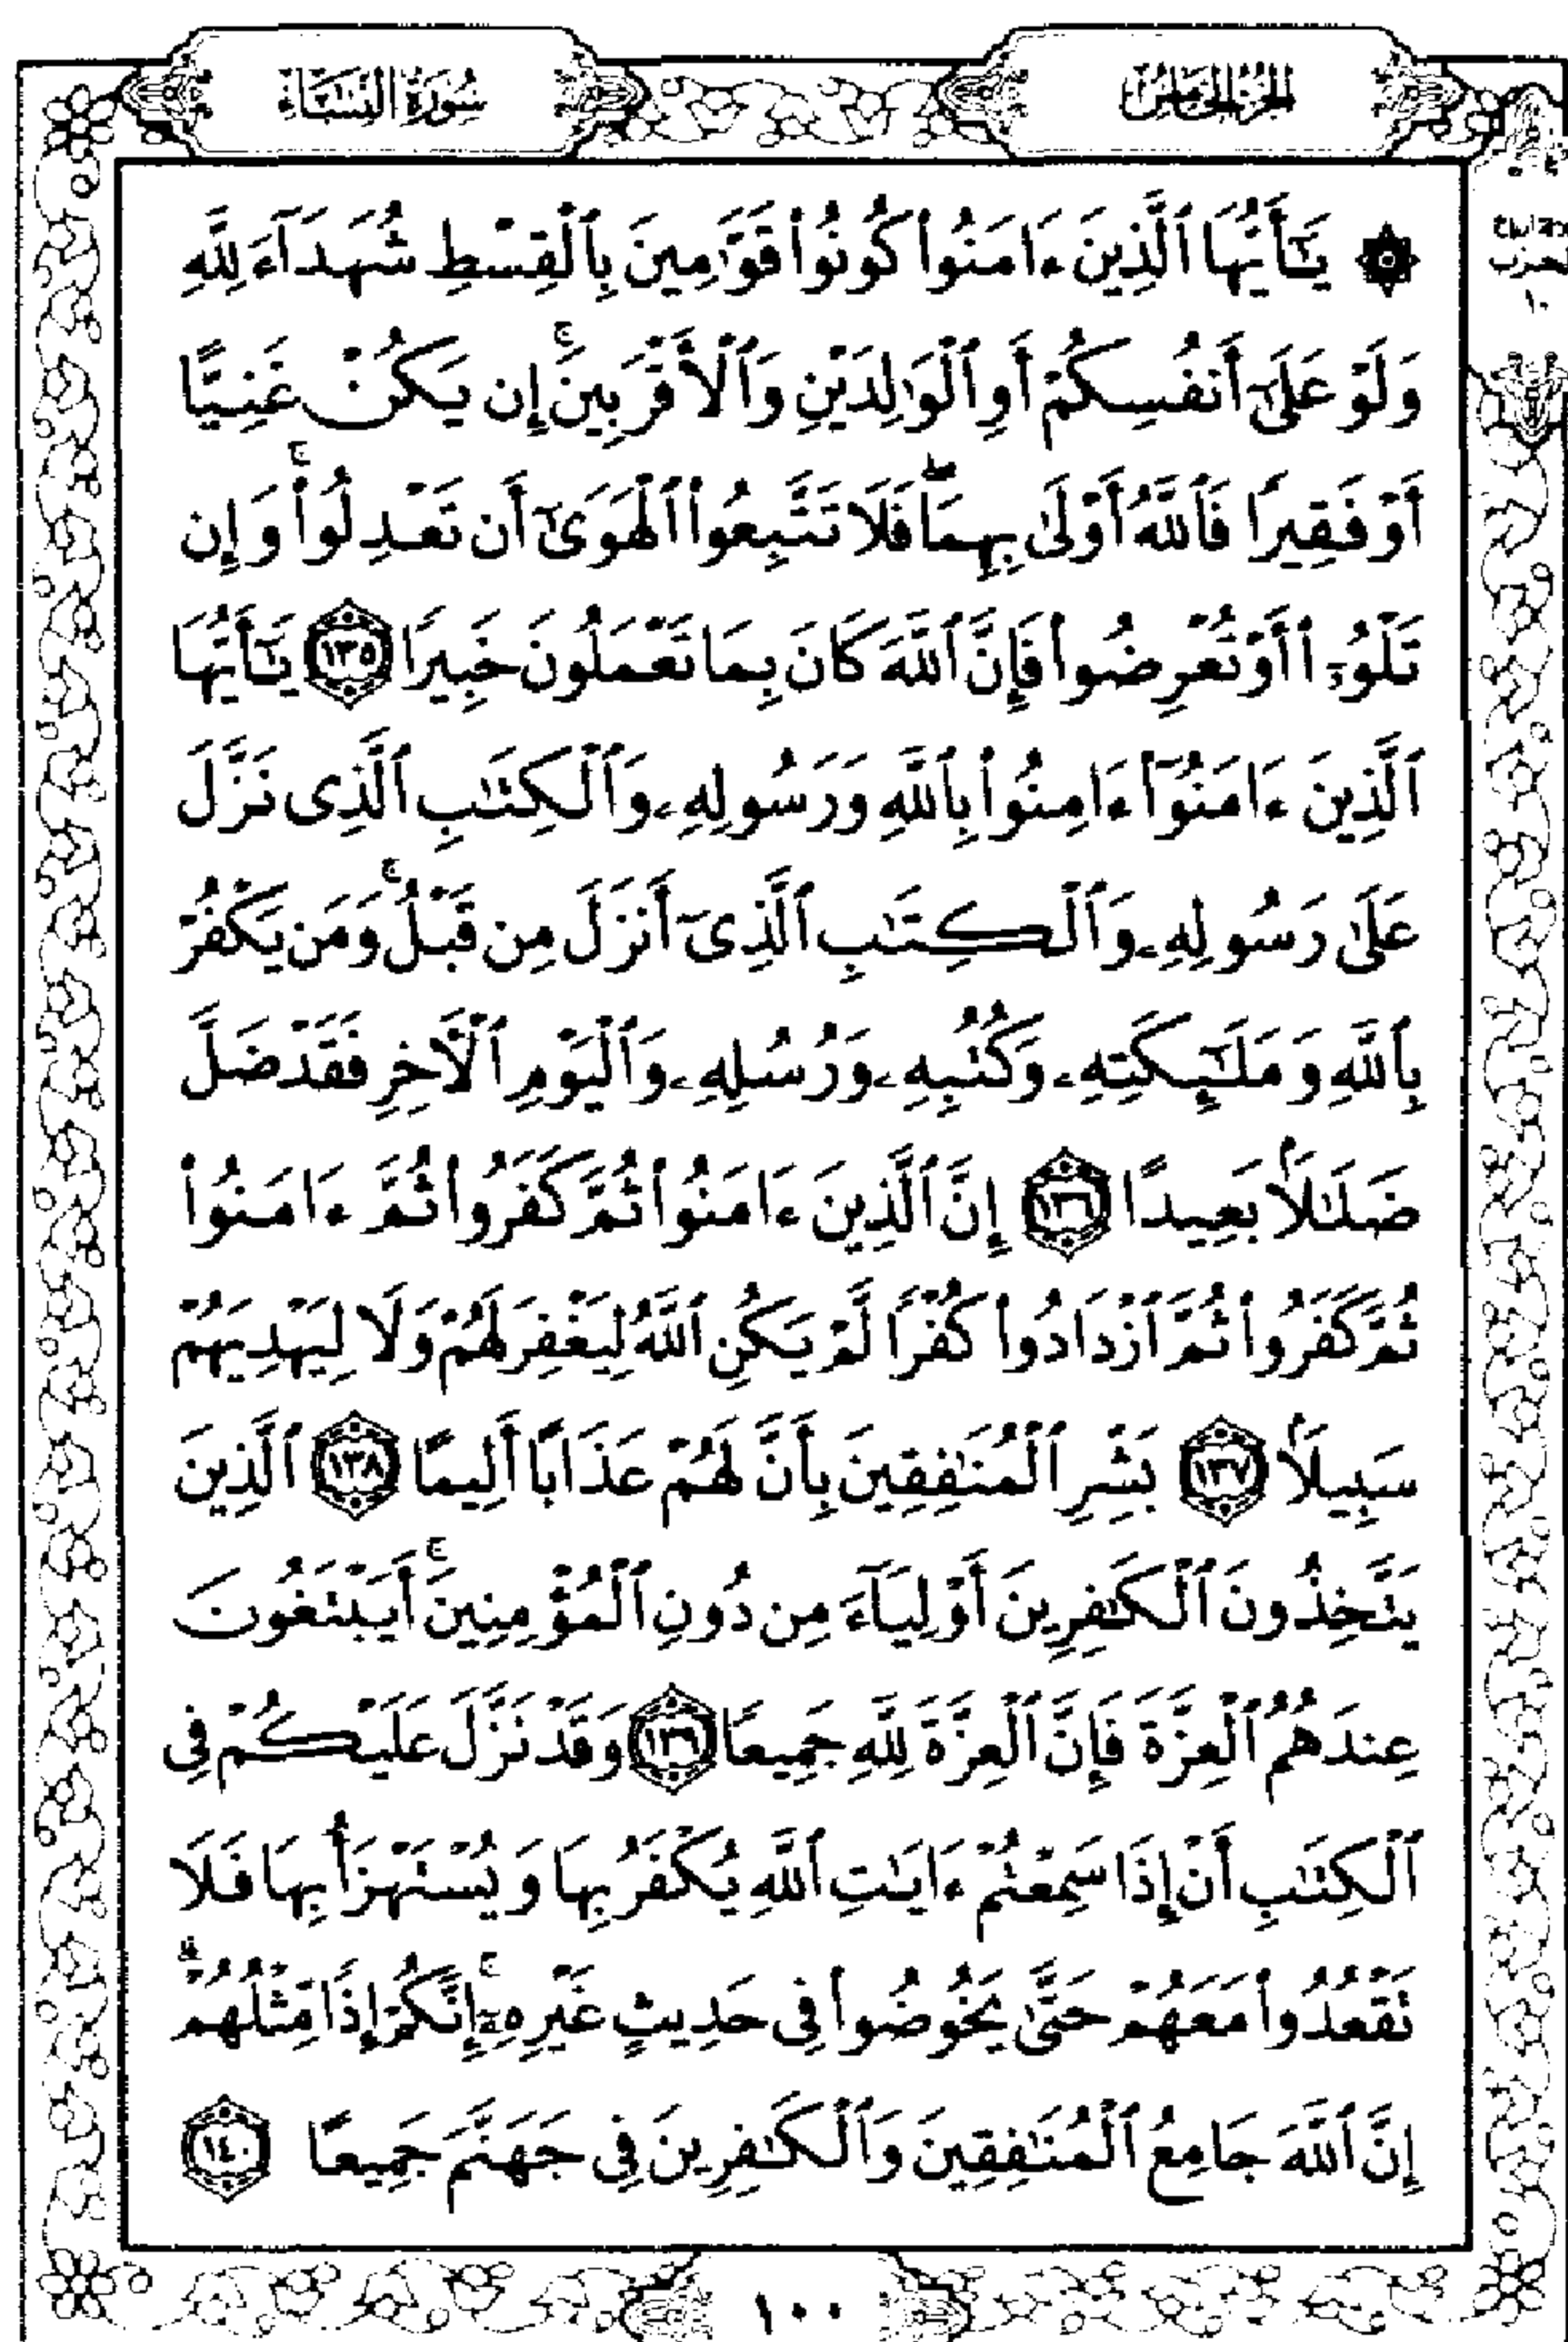 الجزء الخامس
سورة النساء
۞ يَٰٓأَيُّهَا ٱلَّذِينَ ءَامَنُوا۟ كُونُوا۟ قَوَّٰمِينَ بِٱلْقِسْطِ شُهَدَآءَ لِلَّهِ
وَلَوْ عَلَىٰٓ أَنفُسِكُمْ أَوِ ٱلْوَٰلِدَيْنِ وَٱلْأَقْرَبِينَ ۚ إِن يَكُنْ غَنِيًّا
أَوْ فَقِيرًا فَٱللَّهُ أَوْلَىٰ بِهِمَا ۖ فَلَا تَتَّبِعُوا۟ ٱلْهَوَىٰٓ أَن تَعْدِلُوا۟ ۚ وَإِن
تَلْوُۥٓا۟ أَوْ تُعْرِضُوا۟ فَإِنَّ ٱللَّهَ كَانَ بِمَا تَعْمَلُونَ خَبِيرًا ١٣٥ يَٰٓأَيُّهَا
ٱلَّذِينَ ءَامَنُوٓا۟ ءَامِنُوا۟ بِٱللَّهِ وَرَسُولِهِۦ وَٱلْكِتَٰبِ ٱلَّذِى نَزَّلَ
عَلَىٰ رَسُولِهِۦ وَٱلْكِتَٰبِ ٱلَّذِىٓ أَنزَلَ مِن قَبْلُ ۚ وَمَن يَكْفُرْ
بِٱللَّهِ وَمَلَٰٓئِكَتِهِۦ وَكُتُبِهِۦ وَرُسُلِهِۦ وَٱلْيَوْمِ ٱلْءَاخِرِ فَقَدْ ضَلَّ
ضَلَٰلًۢا بَعِيدًا ١٣٦ إِنَّ ٱلَّذِينَ ءَامَنُوا۟ ثُمَّ كَفَرُوا۟ ثُمَّ ءَامَنُوا۟
ثُمَّ كَفَرُوا۟ ثُمَّ ٱزْدَادُوا۟ كُفْرًا لَّمْ يَكُنِ ٱللَّهُ لِيَغْفِرَ لَهُمْ وَلَا لِيَهْدِيَهُمْ
سَبِيلًۢا ١٣٧ بَشِّرِ ٱلْمُنَٰفِقِينَ بِأَنَّ لَهُمْ عَذَابًا أَلِيمًا ١٣٨ ٱلَّذِينَ
يَتَّخِذُونَ ٱلْكَٰفِرِينَ أَوْلِيَآءَ مِن دُونِ ٱلْمُؤْمِنِينَ ۚ أَيَبْتَغُونَ
عِندَهُمُ ٱلْعِزَّةَ فَإِنَّ ٱلْعِزَّةَ لِلَّهِ جَمِيعًا ١٣٩ وَقَدْ نَزَّلَ عَلَيْكُمْ فِى
ٱلْكِتَٰبِ أَنْ إِذَا سَمِعْتُمْ ءَايَٰتِ ٱللَّهِ يُكْفَرُ بِهَا وَيُسْتَهْزَأُ بِهَا فَلَا
تَقْعُدُوا۟ مَعَهُمْ حَتَّىٰ يَخُوضُوا۟ فِى حَدِيثٍ غَيْرِهِۦٓ ۚ إِنَّكُمْ إِذًا مِّثْلُهُمْ ۗ
إِنَّ ٱللَّهَ جَامِعُ ٱلْمُنَٰفِقِينَ وَٱلْكَٰفِرِينَ فِى جَهَنَّمَ جَمِيعًا ١٤٠
١٠٠